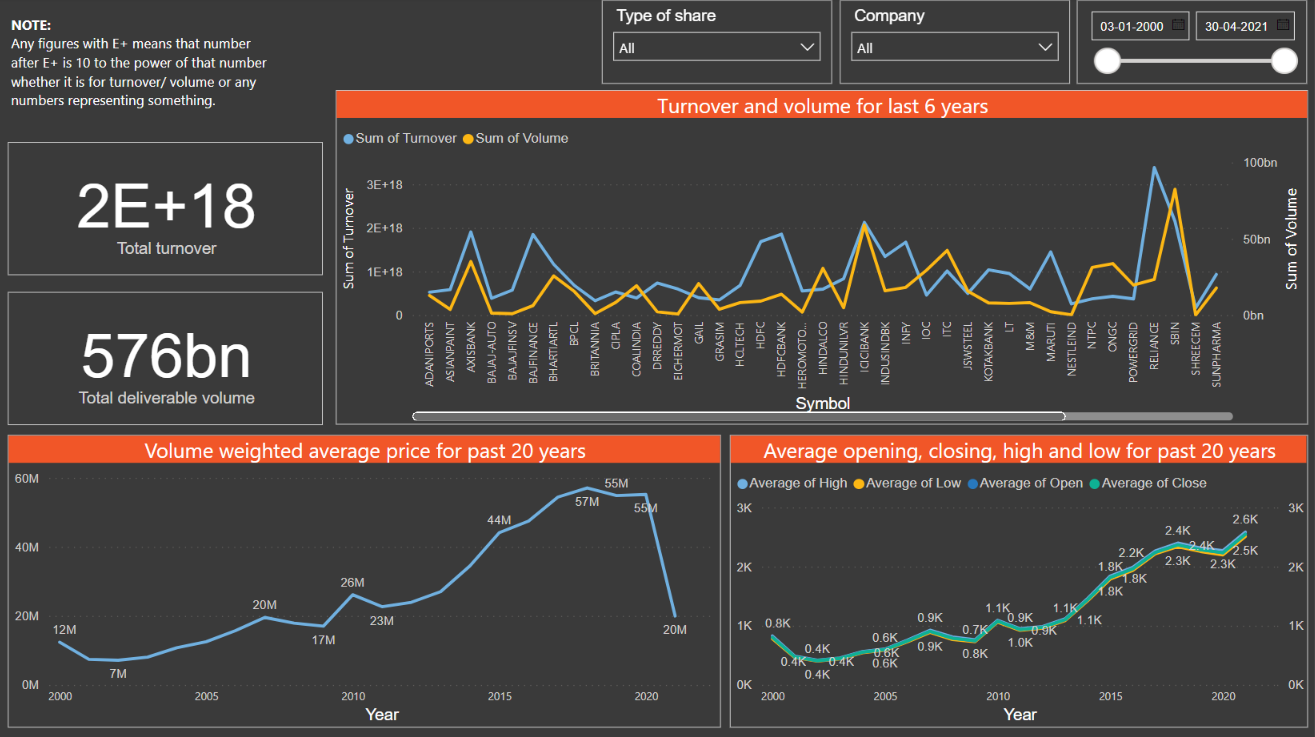 NOTE:
Any figures with E+ means that number
after E+ is 10 to the power of that number
whether it is for turnover/ volume or any
numbers representing something.
Type of share
All
Company
All
03-01-2000
30-04-2021
2E+18
Total turnover
576bn
Total deliverable volume
Turnover and volume for last 6 years
Sum of Turnover
Sum of Volume
Sum of Turnover
3E+18
2E+18
1E+18
0
100bn
50bn
0bn
Sum of Volume
ADANIPORTS
ASIANPAINT
AXISBANK
BAJAJ-AUTO
BAJAJFINSV
BAJFINANCE
BHARTIARTL
BPCL
BRITANNIA
CIPLA
COALINDIA
DRREDDY
EICHERMOT
GAIL
GRASIM
HCLTECH
HDFC
HDFCBANK
HEROMOTO...
HINDALCO
HINDUNILVR
ICICIBANK
INDUSINDBK
INFY
IOC
ITC
JSWSTEEL
KOTAKBANK
LT
M&M
MARUTI
NESTLEIND
NTPC
ONGC
POWERGRID
RELIANCE
SBIN
SHREECEM
SUNPHARMA
Symbol
Volume weighted average price for past 20 years
60M
40M
20M
0M
12M
7M
20M
17M
26M
23M
44M
57M
55M
55M
20M
2000
2005
2010
2015
2020
Year
Average opening, closing, high and low for past 20 years
Average of High
Average of Low
Average of Open
Average of Close
3K
2K
1K
0K
3K
2K
1K
0K
0.8K
0.4K
0.4K
0.4K
0.4K
0.6K
0.6K
0.6K
0.9K
0.9K
0.7K
0.8K
1.1K
0.9K
1.0K
0.9K
1.1K
1.1K
1.8K
1.8K
2.2K
1.8K
2.4K
2.3K
2.4K
2.3K
2.6K
2.5K
2000
2005
2010
2015
2020
Year